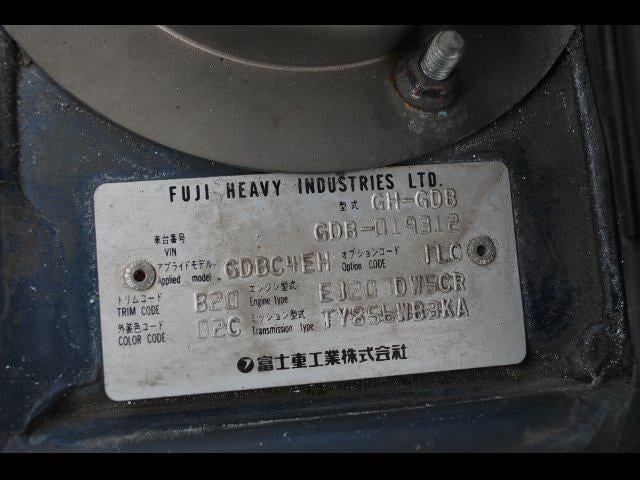 FUJI HEAVY INDUSTRIES LTD.
型式 GH-GDB
車台番号 VIN GDB-019312
アプライドモデル Applied model GDBC4EH オプションコード Option CODE 1LC
トリムコード TRIM CODE B20 エンジン型式 Engine type EJ207DW5CR
外装色コード COLOR CODE 02C ミッション型式 Transmission type TY856WB3KA
富士重工業株式会社